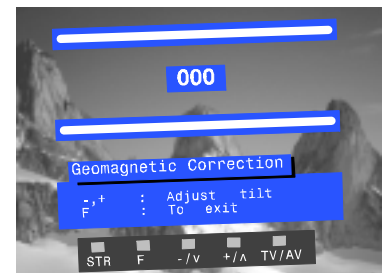 000
Geomagnetic Correction
-,+ : Adjust tilt
F : To exit
STR F -/v +/ʌ TV/AV